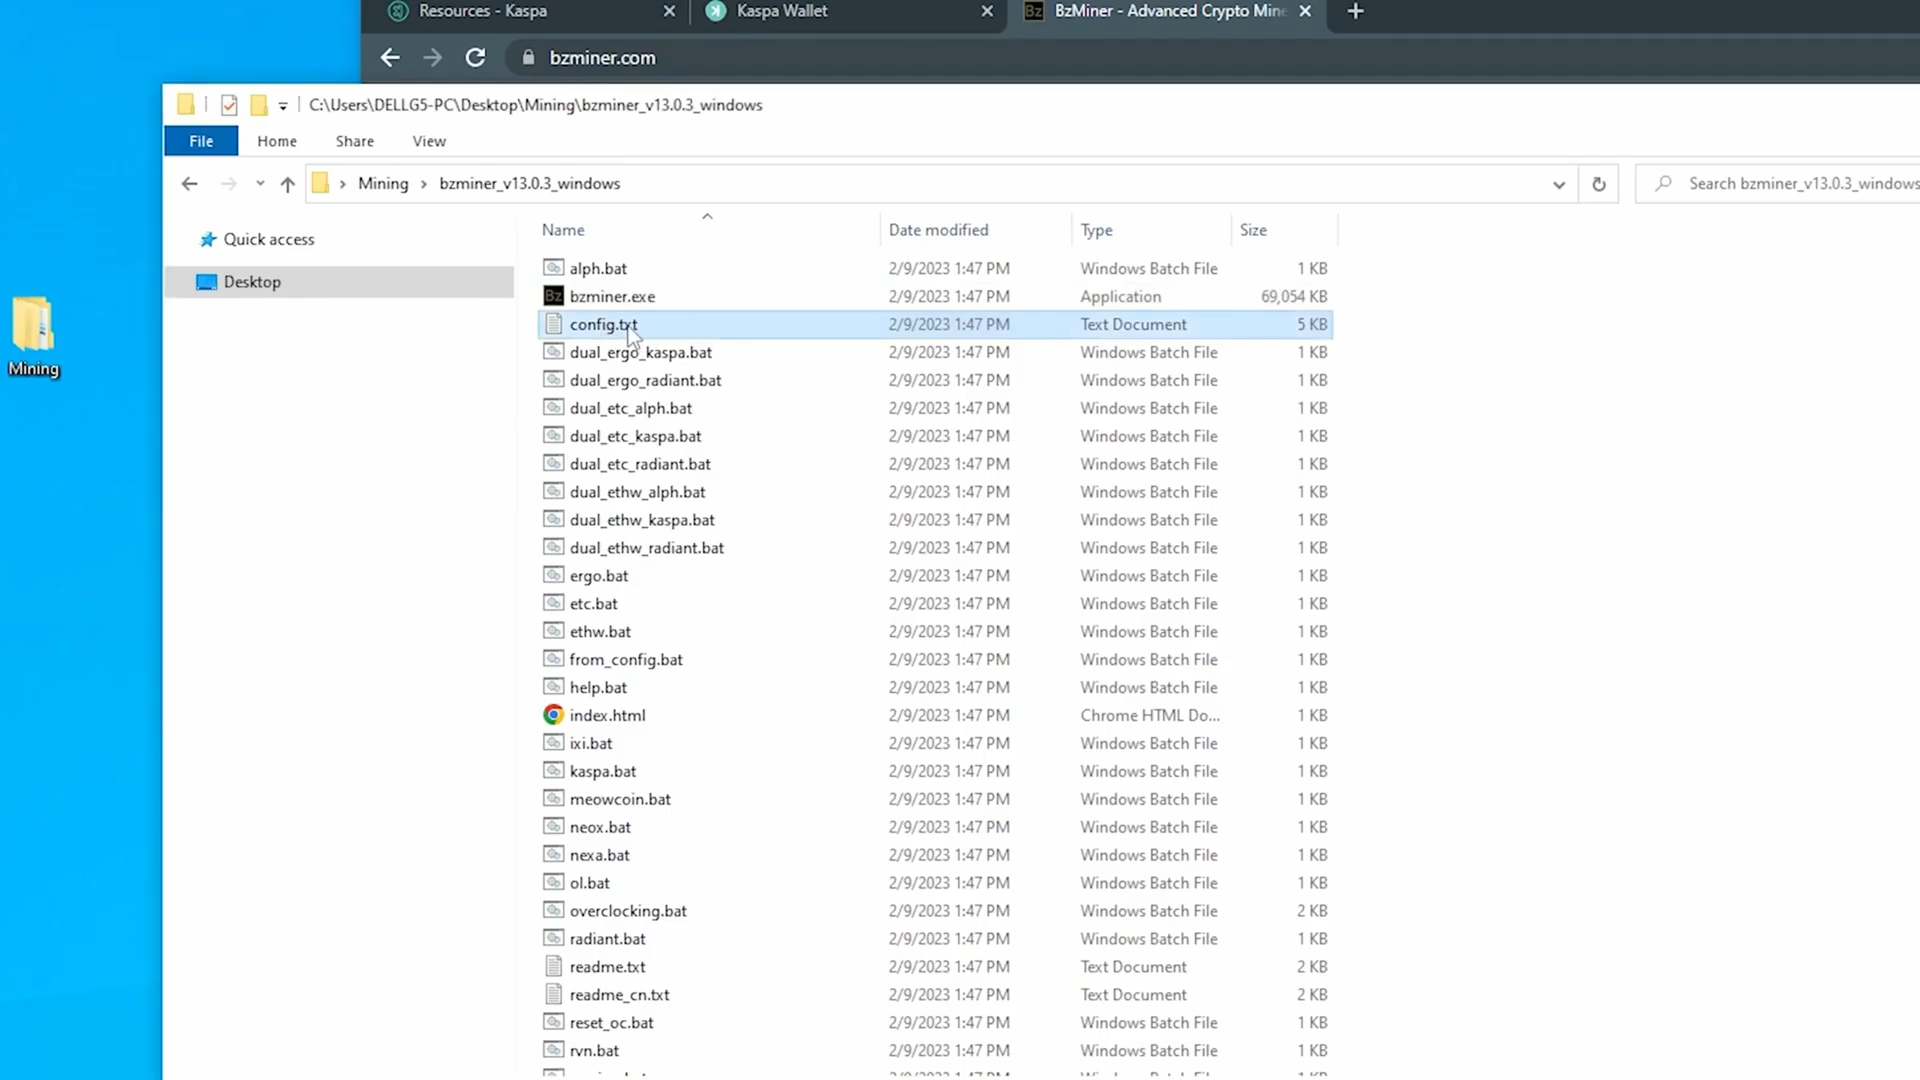 Resources - Kaspa
Kaspa Wallet
Bz BzMiner - Advanced Crypto Mine
bzminer.com
C:\Users\DELLG5-PC\Desktop\Mining\bzminer_v13.0.3_windows
File Home Share View
Mining bzminer_v13.0.3_windows
Search bzminer_v13.0.3_windows
Quick access
Desktop
Mining
Name Date modified Type Size
alph.bat 2/9/2023 1:47 PM Windows Batch File 1 KB
Bz bzminer.exe 2/9/2023 1:47 PM Application 69,054 KB
config.txt 2/9/2023 1:47 PM Text Document 5 KB
dual_ergo_kaspa.bat 2/9/2023 1:47 PM Windows Batch File 1 KB
dual_ergo_radiant.bat 2/9/2023 1:47 PM Windows Batch File 1 KB
dual_etc_alph.bat 2/9/2023 1:47 PM Windows Batch File 1 KB
dual_etc_kaspa.bat 2/9/2023 1:47 PM Windows Batch File 1 KB
dual_etc_radiant.bat 2/9/2023 1:47 PM Windows Batch File 1 KB
dual_ethw_alph.bat 2/9/2023 1:47 PM Windows Batch File 1 KB
dual_ethw_kaspa.bat 2/9/2023 1:47 PM Windows Batch File 1 KB
dual_ethw_radiant.bat 2/9/2023 1:47 PM Windows Batch File 1 KB
ergo.bat 2/9/2023 1:47 PM Windows Batch File 1 KB
etc.bat 2/9/2023 1:47 PM Windows Batch File 1 KB
ethw.bat 2/9/2023 1:47 PM Windows Batch File 1 KB
from_config.bat 2/9/2023 1:47 PM Windows Batch File 1 KB
help.bat 2/9/2023 1:47 PM Windows Batch File 1 KB
index.html 2/9/2023 1:47 PM Chrome HTML Do... 1 KB
ixi.bat 2/9/2023 1:47 PM Windows Batch File 1 KB
kaspa.bat 2/9/2023 1:47 PM Windows Batch File 1 KB
meowcoin.bat 2/9/2023 1:47 PM Windows Batch File 1 KB
neox.bat 2/9/2023 1:47 PM Windows Batch File 1 KB
nexa.bat 2/9/2023 1:47 PM Windows Batch File 1 KB
ol.bat 2/9/2023 1:47 PM Windows Batch File 1 KB
overclocking.bat 2/9/2023 1:47 PM Windows Batch File 2 KB
radiant.bat 2/9/2023 1:47 PM Windows Batch File 1 KB
readme.txt 2/9/2023 1:47 PM Text Document 2 KB
readme_cn.txt 2/9/2023 1:47 PM Text Document 2 KB
reset_oc.bat 2/9/2023 1:47 PM Windows Batch File 1 KB
rvn.bat 2/9/2023 1:47 PM Windows Batch File 1 KB